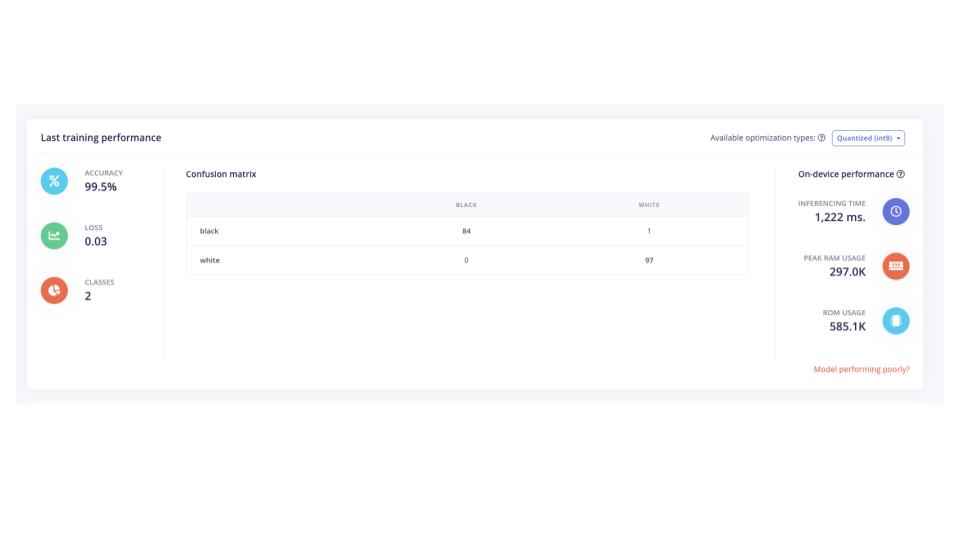 Last training performance
Available optimization types: Quantized (int8)
ACCURACY
99.5%
LOSS
0.03
CLASSES
2
Confusion matrix
BLACK WHITE
black 84 1
white 0 97
On-device performance
INFERENCING TIME
1,222 ms.
PEAK RAM USAGE
297.0K
ROM USAGE
585.1K
Model performing poorly?